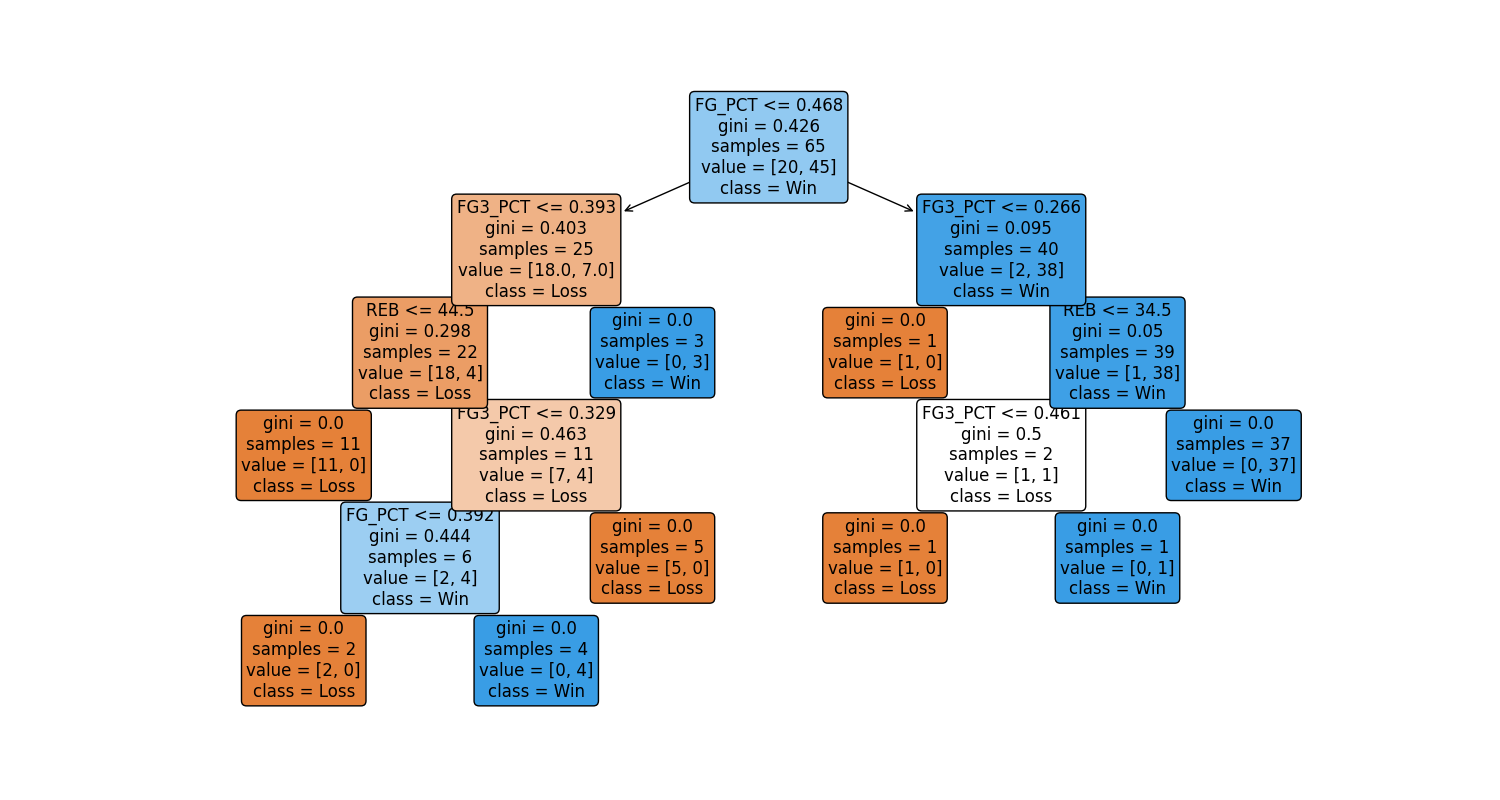 FG_PCT <= 0.468
gini = 0.426
samples = 65
value = [20, 45]
class = Win
FG3_PCT <= 0.393
gini = 0.403
samples = 25
value = [18.0, 7.0]
class = Loss
FG3_PCT <= 0.266
gini = 0.095
samples = 40
value = [2, 38]
class = Win
REB <= 44.5
gini = 0.298
samples = 22
value = [18, 4]
class = Loss
gini = 0.0
samples = 3
value = [0, 3]
class = Win
gini = 0.0
samples = 1
value = [1, 0]
class = Loss
REB <= 34.5
gini = 0.05
samples = 39
value = [1, 38]
class = Win
gini = 0.0
samples = 11
value = [11, 0]
class = Loss
FG3_PCT <= 0.329
gini = 0.463
samples = 11
value = [7, 4]
class = Loss
FG3_PCT <= 0.461
gini = 0.5
samples = 2
value = [1, 1]
class = Loss
gini = 0.0
samples = 37
value = [0, 37]
class = Win
FG_PCT <= 0.392
gini = 0.444
samples = 6
value = [2, 4]
class = Win
gini = 0.0
samples = 5
value = [5, 0]
class = Loss
gini = 0.0
samples = 1
value = [1, 0]
class = Loss
gini = 0.0
samples = 1
value = [0, 1]
class = Win
gini = 0.0
samples = 2
value = [2, 0]
class = Loss
gini = 0.0
samples = 4
value = [0, 4]
class = Win